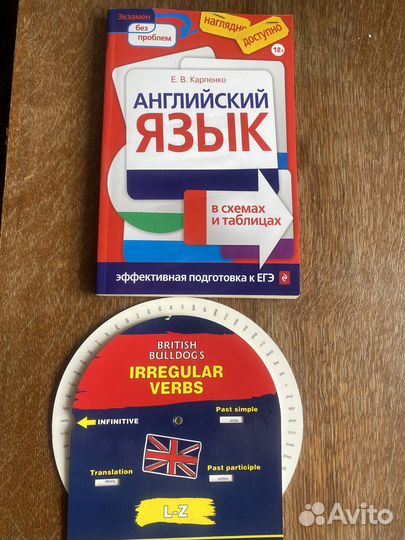 Экзамен
без
проблем
наглядно
доступно
12+
Е. В. Карпенко
АНГЛИЙСКИЙ
ЯЗЫК
в схемах
и таблицах
эффективная подготовка к ЕГЭ
BRITISH
BULLDOGS
IRREGULAR
VERBS
INFINITIVE
Past simple
Translation
Past participle
L-Z
Avito